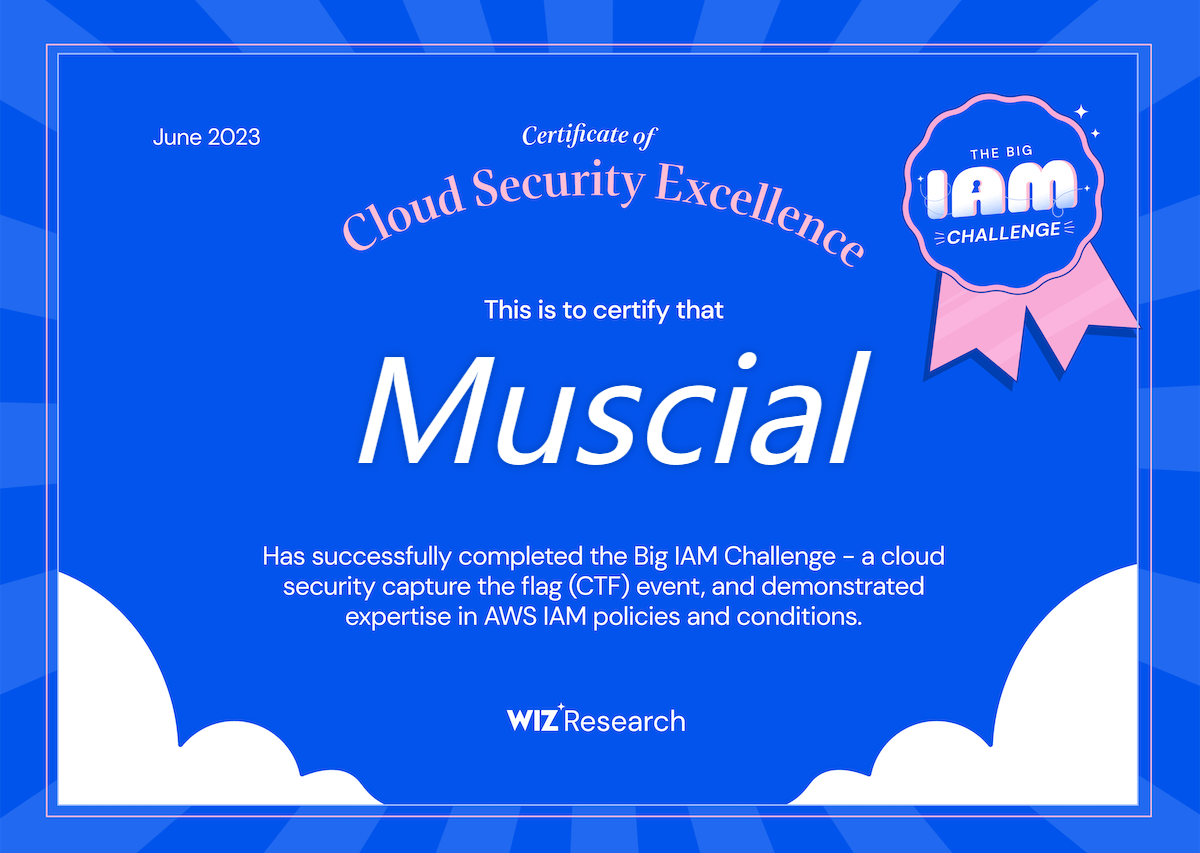 June 2023
Certificate of
Cloud Security Excellence
THE BIG
IAM
CHALLENGE
This is to certify that
Muscial
Has successfully completed the Big IAM Challenge – a cloud
security capture the flag (CTF) event, and demonstrated
expertise in AWS IAM policies and conditions.
WIZ Research